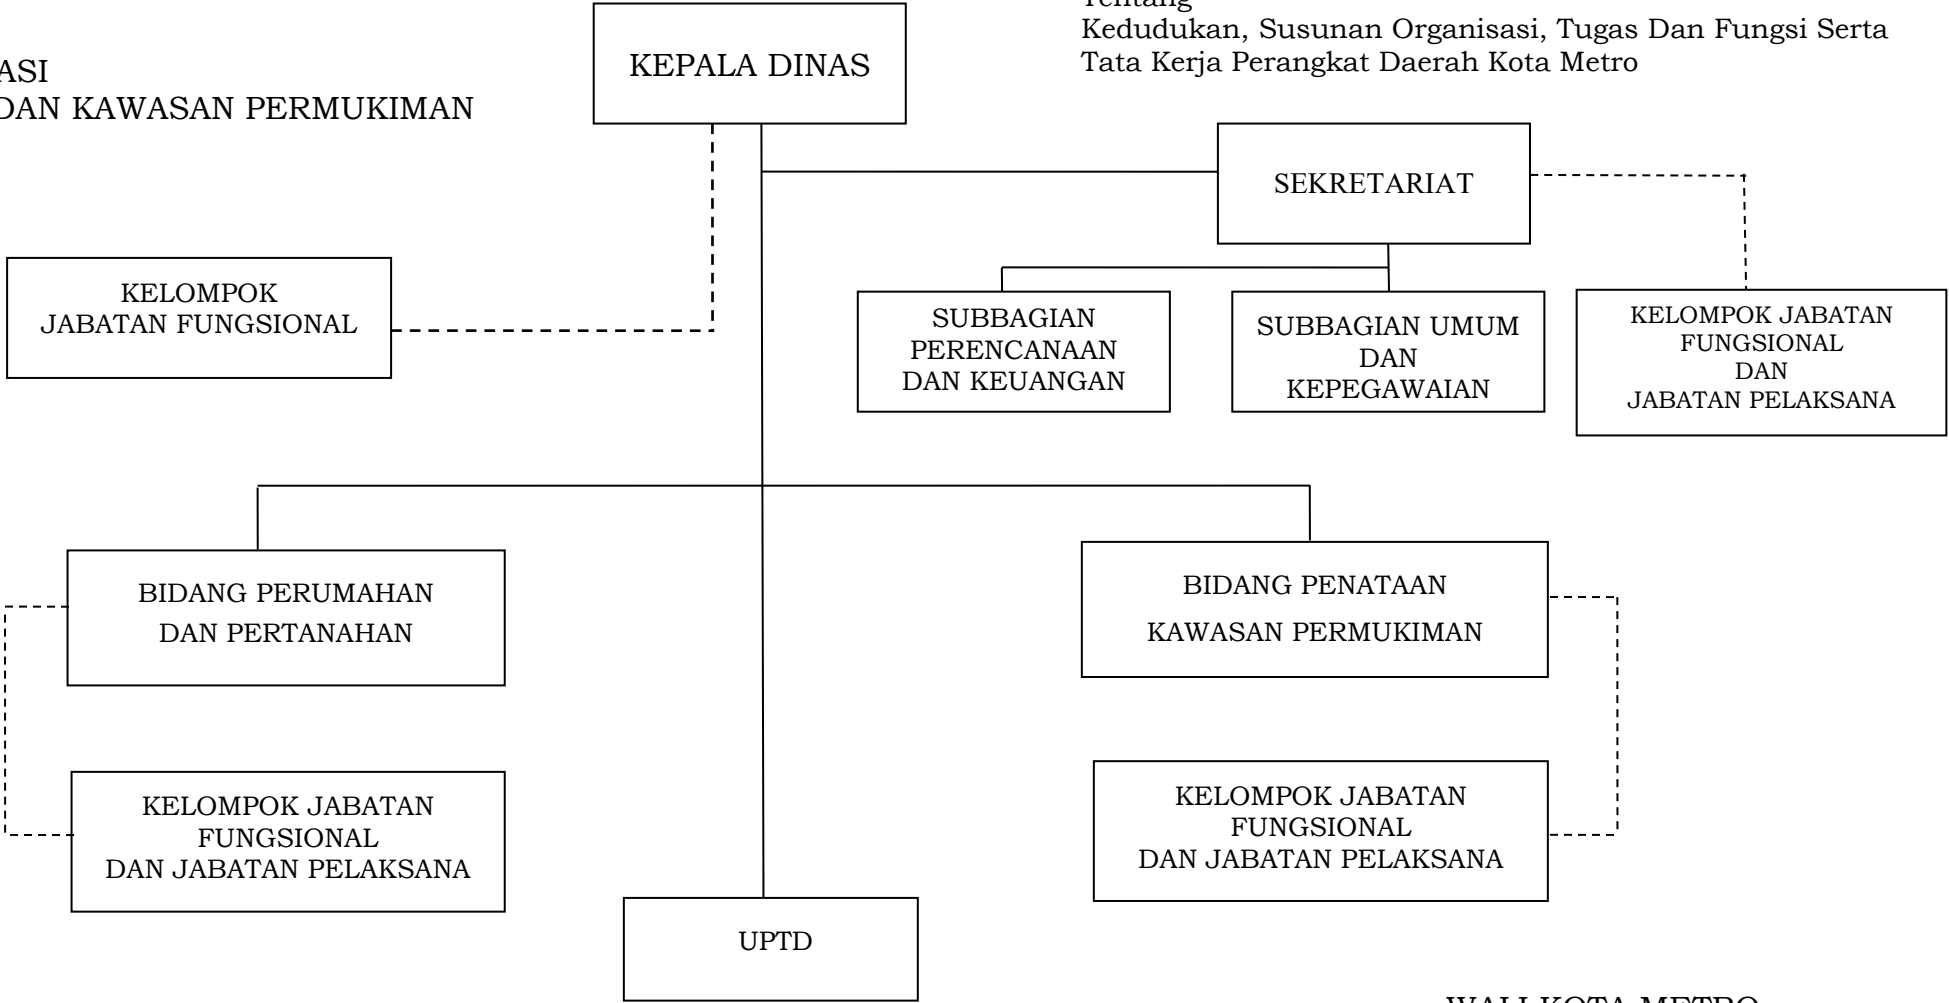 Tentang
Kedudukan, Susunan Organisasi, Tugas Dan Fungsi Serta
Tata Kerja Perangkat Daerah Kota Metro
ASI
DAN KAWASAN PERMUKIMAN
KEPALA DINAS
SEKRETARIAT
KELOMPOK
JABATAN FUNGSIONAL
SUBBAGIAN
PERENCANAAN
DAN KEUANGAN
SUBBAGIAN UMUM
DAN
KEPEGAWAIAN
KELOMPOK JABATAN
FUNGSIONAL
DAN
JABATAN PELAKSANA
BIDANG PERUMAHAN
DAN PERTANAHAN
BIDANG PENATAAN
KAWASAN PERMUKIMAN
KELOMPOK JABATAN
FUNGSIONAL
DAN JABATAN PELAKSANA
KELOMPOK JABATAN
FUNGSIONAL
DAN JABATAN PELAKSANA
UPTD
WALI KOTA METRO